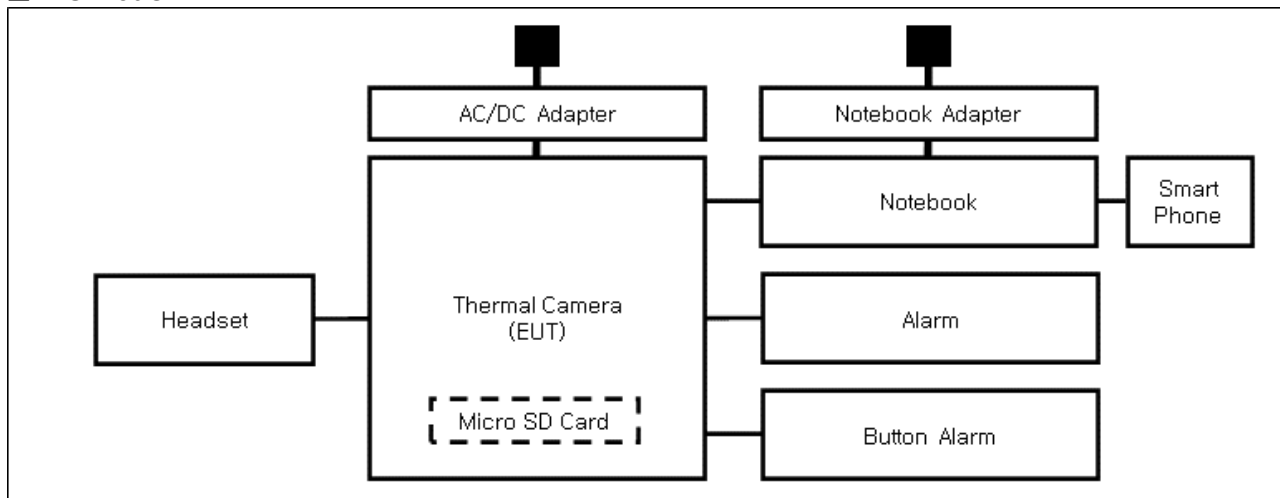 AC/DC Adapter
Notebook Adapter
Notebook
Smart
Phone
Headset
Thermal Camera
(EUT)
Alarm
Micro SD Card
Button Alarm